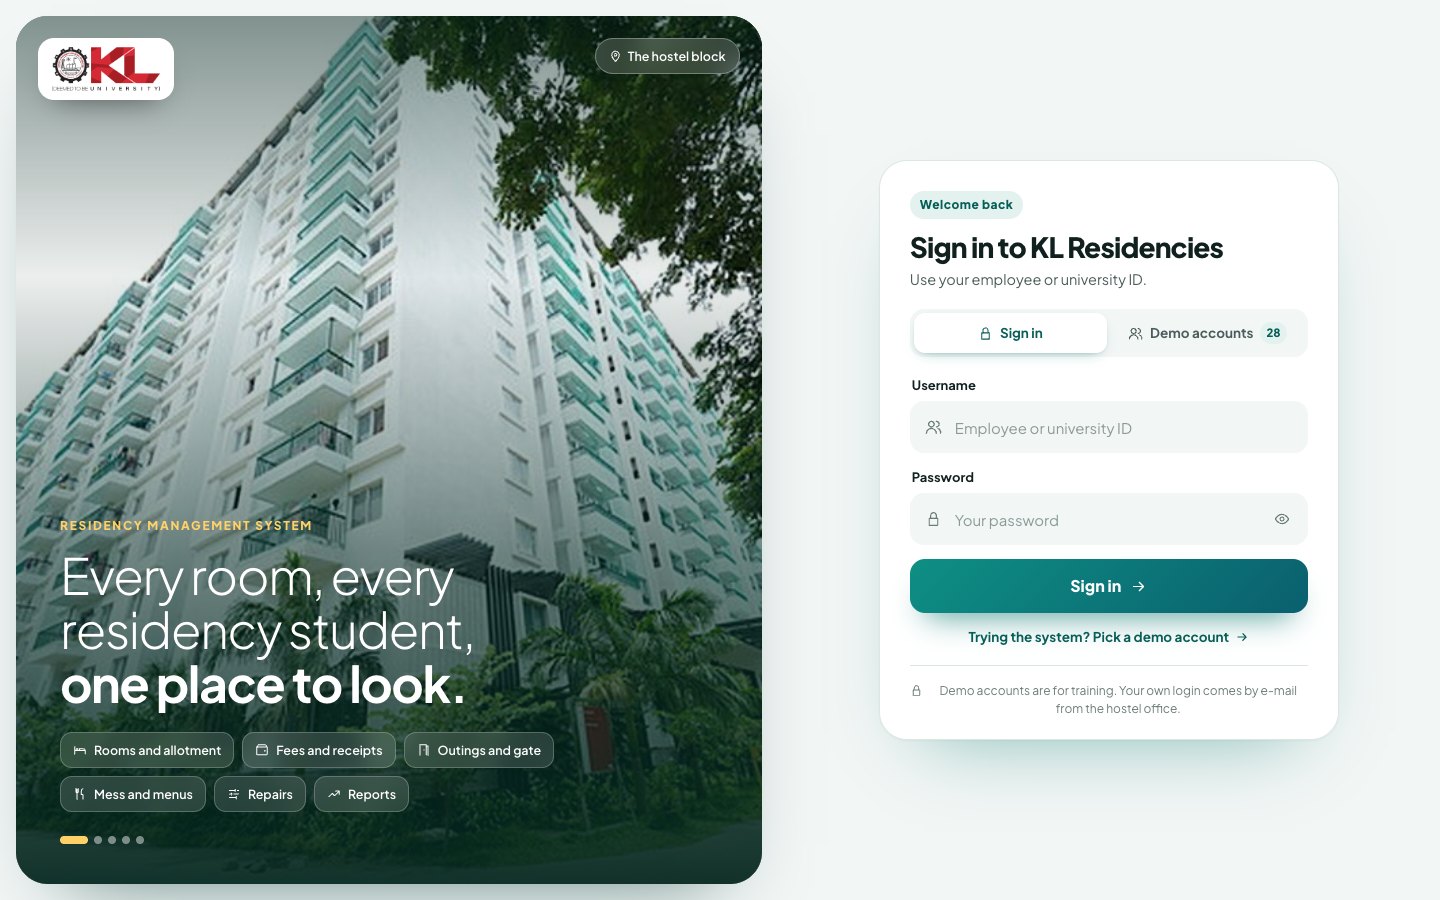 KL
(DEEMED TO BE UNIVERSITY)
The hostel block
RESIDENCY MANAGEMENT SYSTEM
Every room, every
residency student,
one place to look.
Rooms and allotment
Fees and receipts
Outings and gate
Mess and menus
Repairs
Reports
Welcome back
Sign in to KL Residencies
Use your employee or university ID.
Sign in
Demo accounts 28
Username
Employee or university ID
Password
Your password
Sign in →
Trying the system? Pick a demo account →
Demo accounts are for training. Your own login comes by e-mail
from the hostel office.